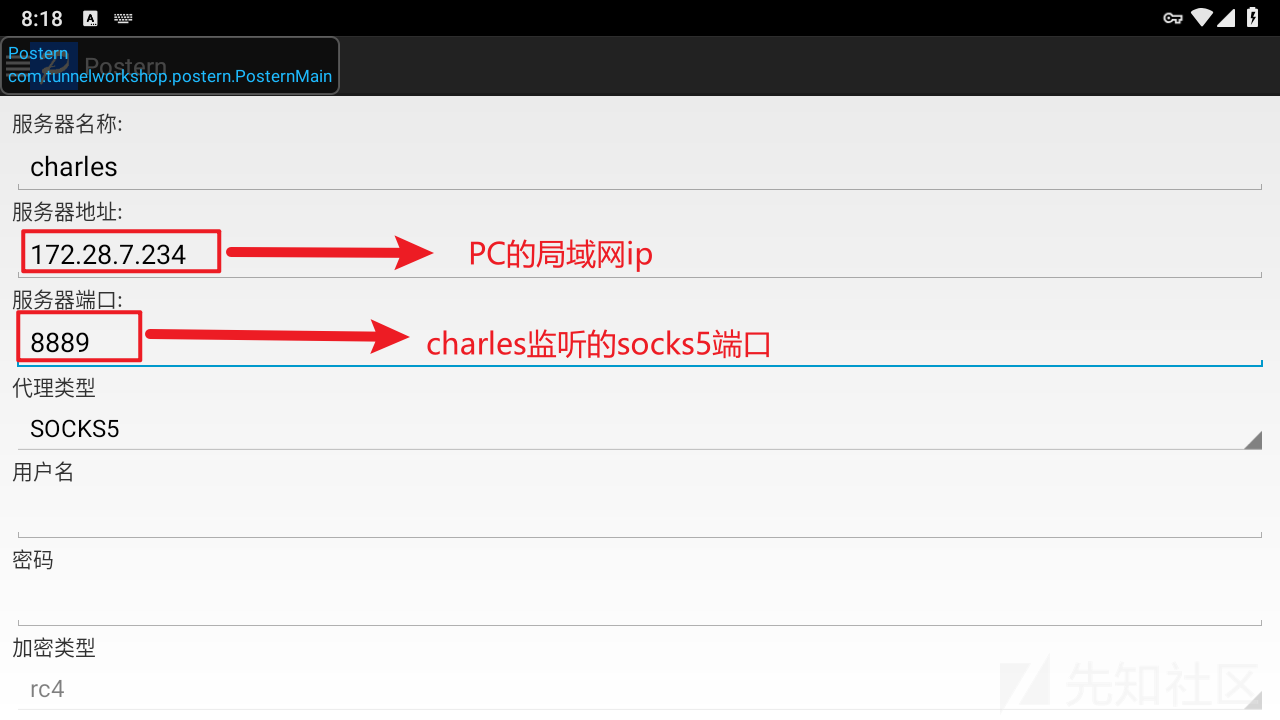 8:18
A
Postern
Postern
com.tunnelworkshop.postern.PosternMain
服务器名称:
charles
服务器地址:
172.28.7.234
PC的局域网ip
服务器端口:
8889
charles监听的socks5端口
代理类型
SOCKS5
用户名
密码
加密类型
rc4
先知社区